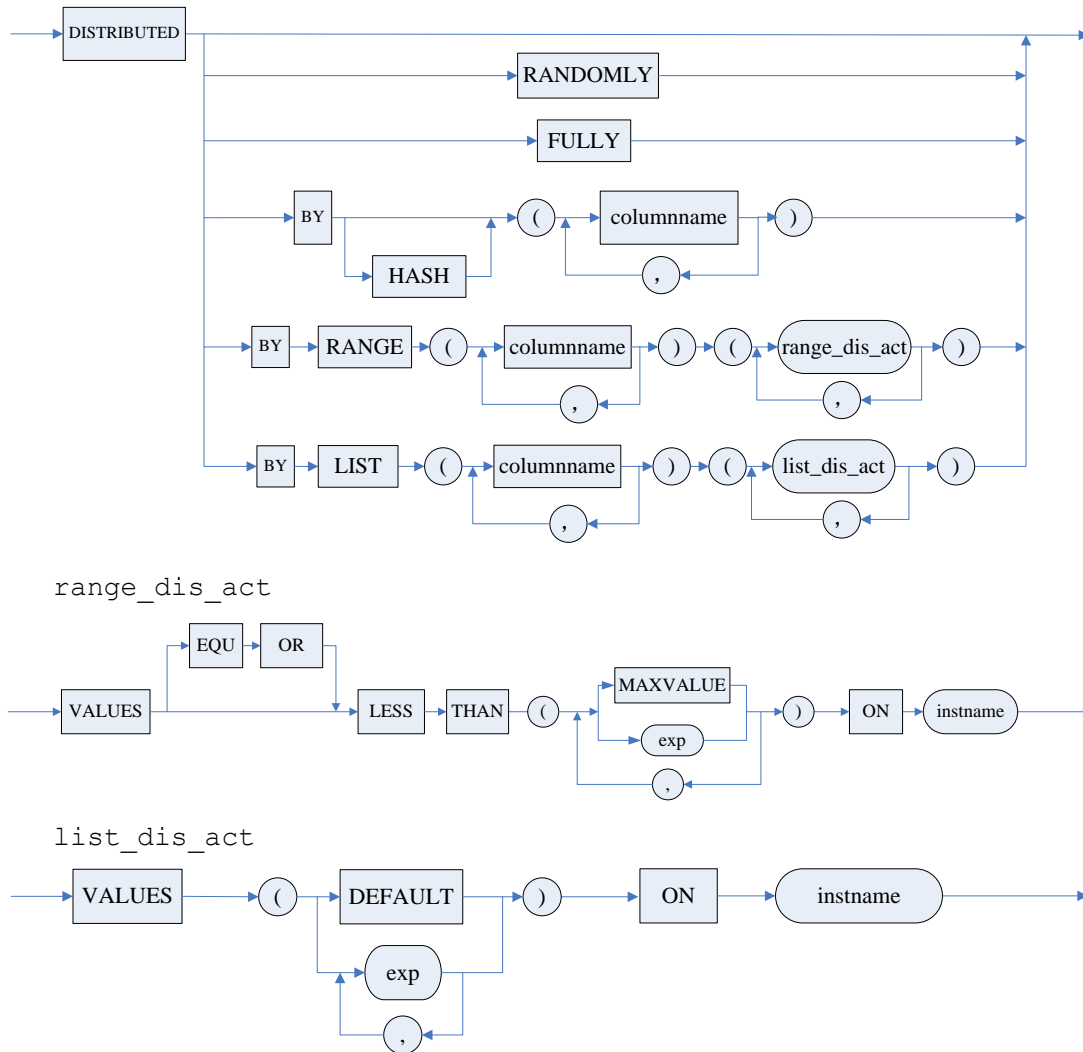 DISTRIBUTED
RANDOMLY
FULLY
BY ( columnname )
HASH ,
BY RANGE ( columnname ) ( range_dis_act )
, ,
BY LIST ( columnname ) ( list_dis_act )
, ,
range_dis_act
EQU OR
MAXVALUE
VALUES LESS THAN ( ) ON instname
exp
,
list_dis_act
VALUES ( DEFAULT ) ON instname
exp
,